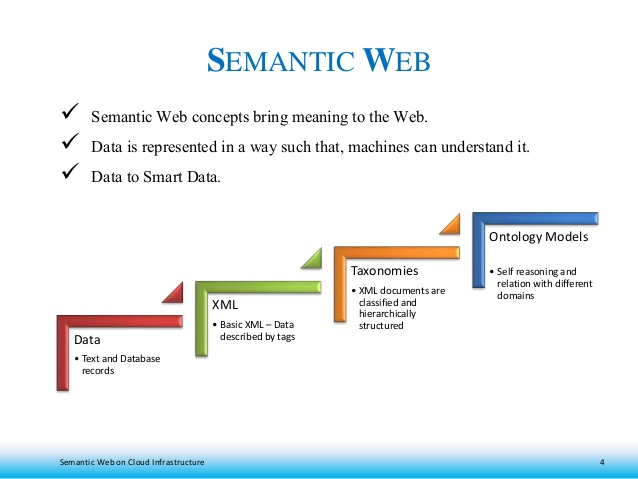 SEMANTIC WEB
✓ Semantic Web concepts bring meaning to the Web.
✓ Data is represented in a way such that, machines can understand it.
✓ Data to Smart Data.
Data
• Text and Database
records
XML
• Basic XML – Data
described by tags
Taxonomies
• XML documents are
classified and
hierarchically
structured
Ontology Models
• Self reasoning and
relation with different
domains
Semantic Web on Cloud Infrastructure
4